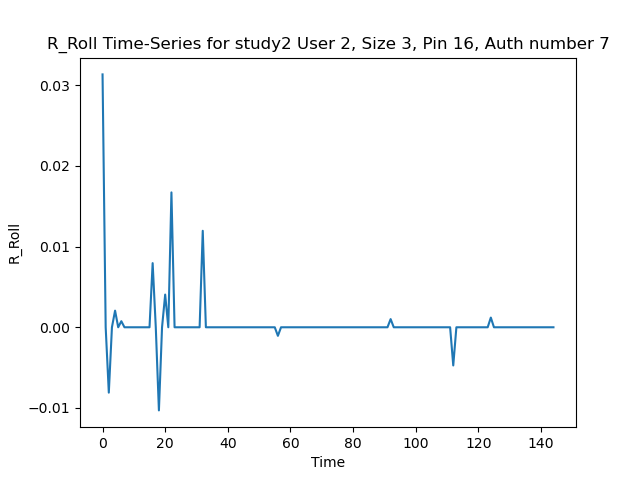 R_Roll Time-Series for study2 User 2, Size 3, Pin 16, Auth number 7
0.03
0.02
0.01
0.00
−0.01
R_Roll
0 20 40 60 80 100 120 140
Time